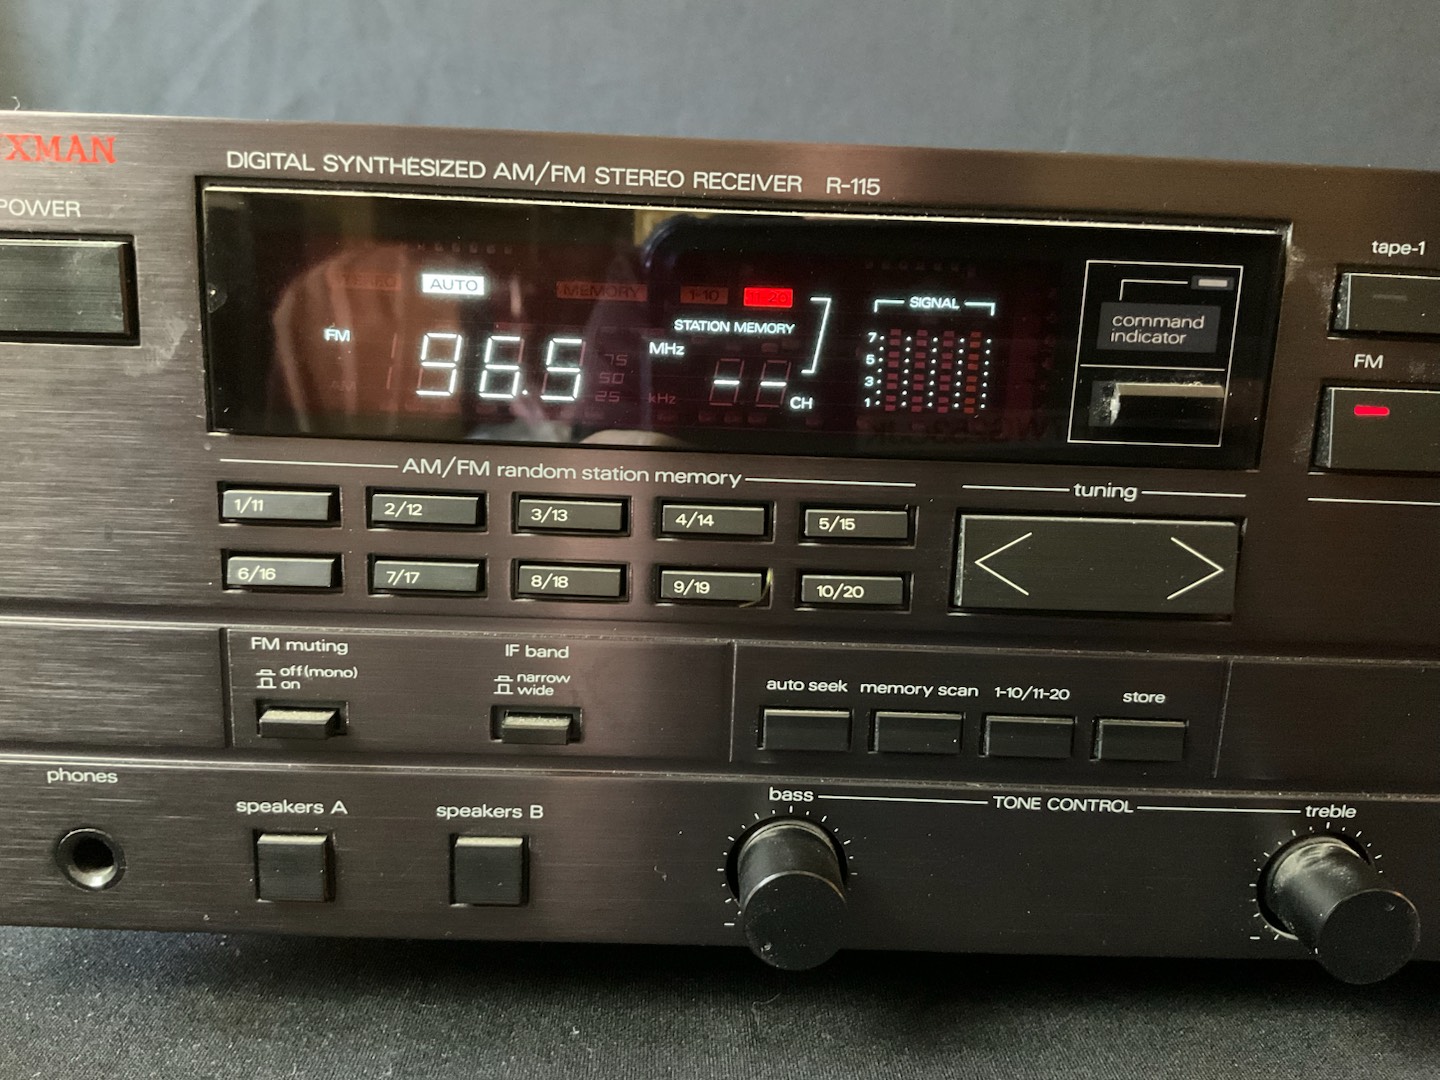 XMAN
DIGITAL SYNTHESIZED AM/FM STEREO RECEIVER R-115
POWER
tape-1
AUTO
MEMORY
1-10
11-20
STATION MEMORY
SIGNAL
command
indicator
FM
96.5
MHz
75
50
25
AM
kHz
-- CH
7
5
3
1
FM
AM/FM random station memory
tuning
1/11 2/12 3/13 4/14 5/15
6/16 7/17 8/18 9/19 10/20
FM muting
off(mono)
on
IF band
narrow
wide
auto seek memory scan 1-10/11-20 store
phones
speakers A
speakers B
bass
TONE CONTROL
treble